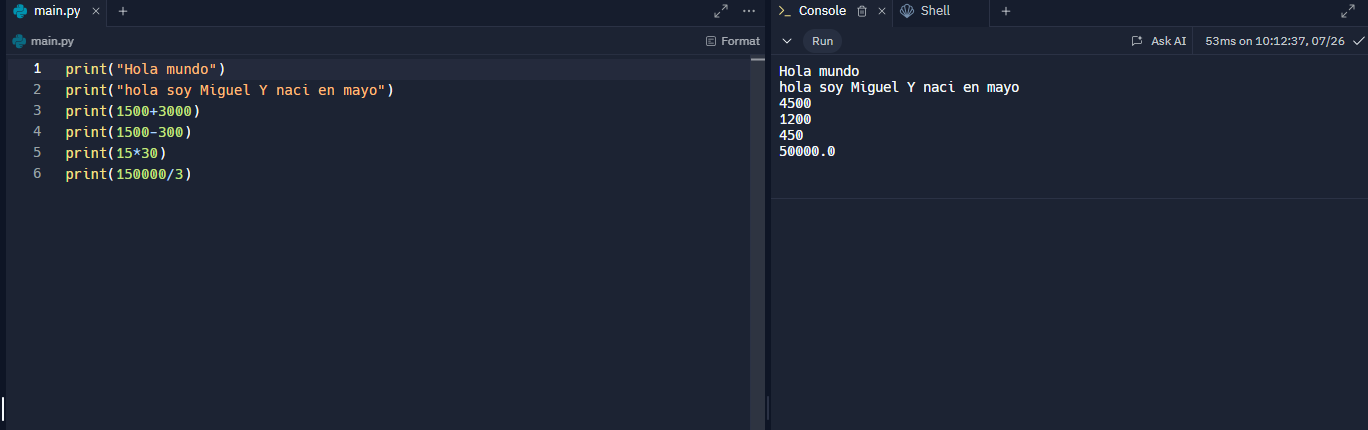 main.py
main.py
Format
1 print("Hola mundo")
2 print("hola soy Miguel Y naci en mayo")
3 print(1500+3000)
4 print(1500-300)
5 print(15*30)
6 print(150000/3)
Console
Shell
Run
Ask AI
53ms on 10:12:37, 07/26
Hola mundo
hola soy Miguel Y naci en mayo
4500
1200
450
50000.0